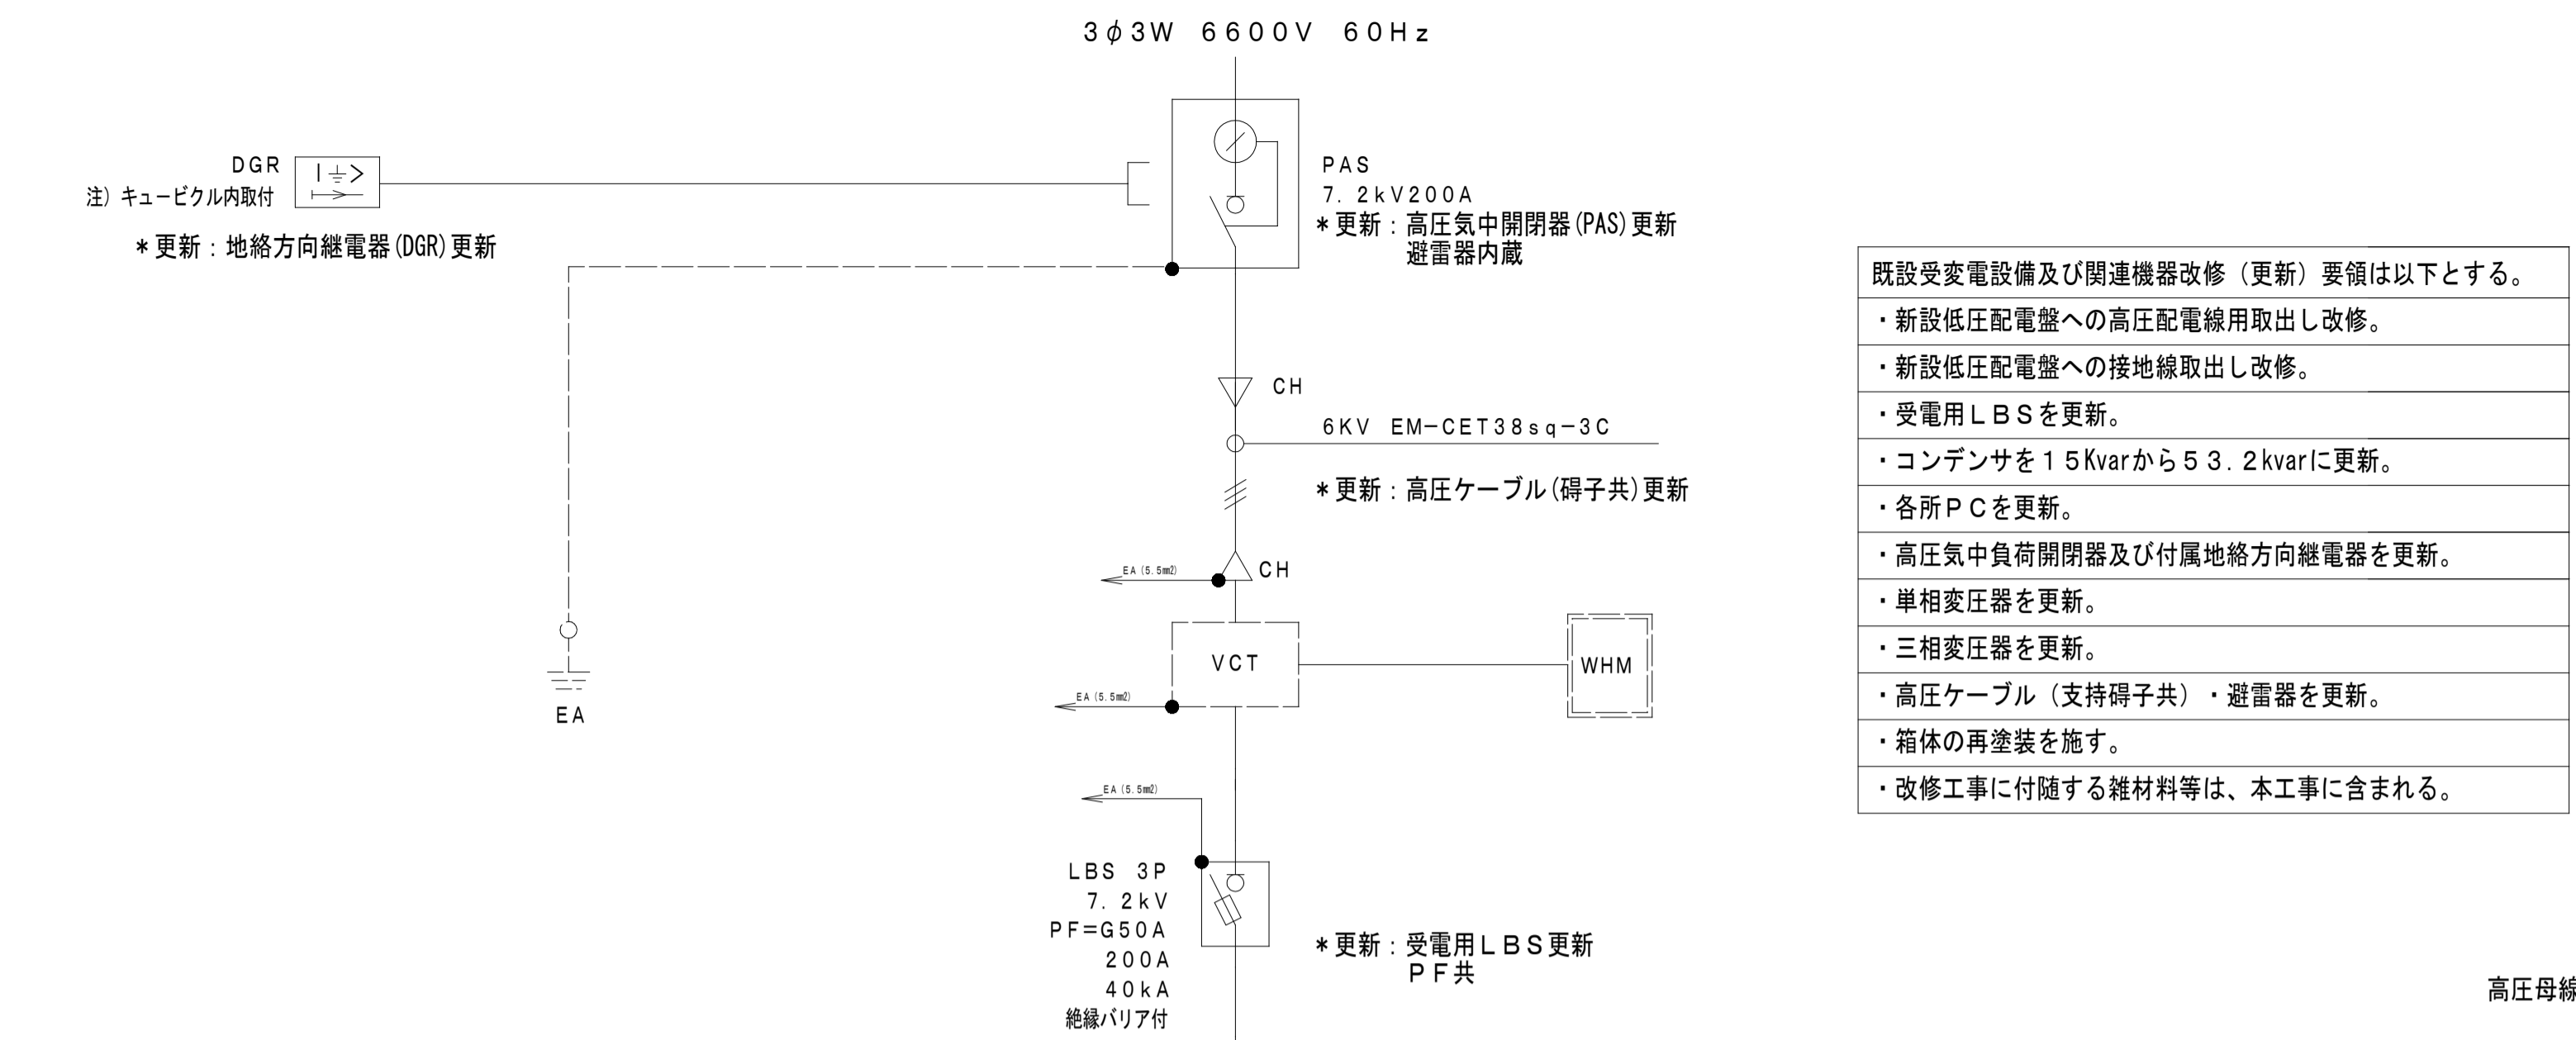 3φ3W 6600V 60Hz
DGR
注）キュービクル内取付
＊更新：地絡方向継電器(DGR)更新
PAS
7.2kV200A
＊更新：高圧気中開閉器(PAS)更新
避雷器内蔵
CH
6KV EM－CET38sq－3C
＊更新：高圧ケーブル(碍子共)更新
EA（5.5㎜2）
CH
VCT
WHM
EA（5.5㎜2）
EA
EA（5.5㎜2）
LBS 3P
7.2kV
PF=G50A
200A
40kA
絶縁バリア付
＊更新：受電用ＬＢＳ更新
ＰＦ共
既設受変電設備及び関連機器改修（更新）要領は以下とする。
・新設低圧配電盤への高圧配電線用取出し改修。
・新設低圧配電盤への接地線取出し改修。
・受電用ＬＢＳを更新。
・コンデンサを１５Kvarから５３.２kvarに更新。
・各所ＰＣを更新。
・高圧気中負荷開閉器及び付属地絡方向継電器を更新。
・単相変圧器を更新。
・三相変圧器を更新。
・高圧ケーブル（支持碍子共）・避雷器を更新。
・箱体の再塗装を施す。
・改修工事に付随する雑材料等は、本工事に含まれる。
高圧母線